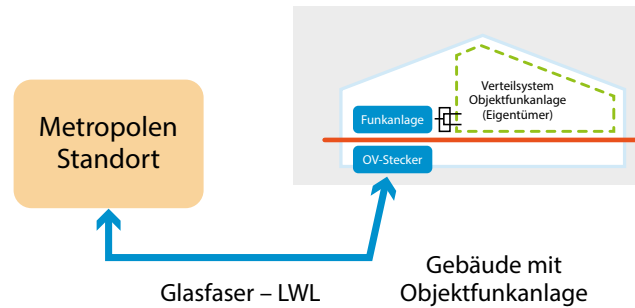 Metropolen
Standort
Verteilsystem
Objektfunkanlage
(Eigentümer)
Funkanlage
OV-Stecker
Glasfaser – LWL
Gebäude mit
Objektfunkanlage